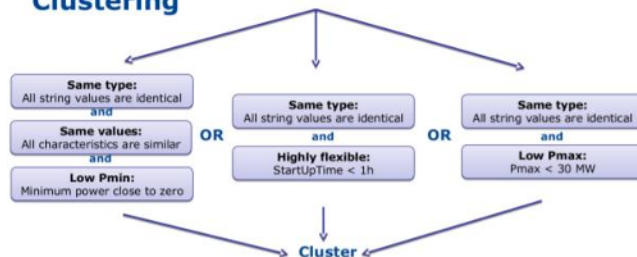 Clustering
Same type:
All string values are identical
and
Same values:
All characteristics are similar
and
Low Pmin:
Minimum power close to zero
OR
Same type:
All string values are identical
and
Highly flexible:
StartUpTime < 1h
OR
Same type:
All string values are identical
and
Low Pmax:
Pmax < 30 MW
Cluster